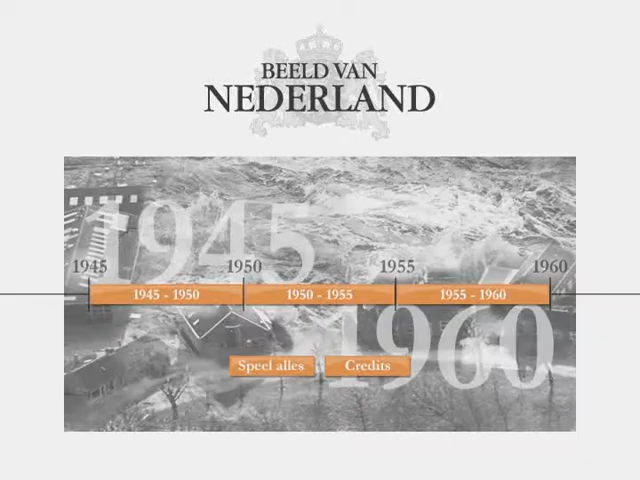 BEELD VAN
NEDERLAND
1945
1945 1950 1955 1960
1945 - 1950 1950 - 1955 1955 - 1960
1960
Speel alles Credits